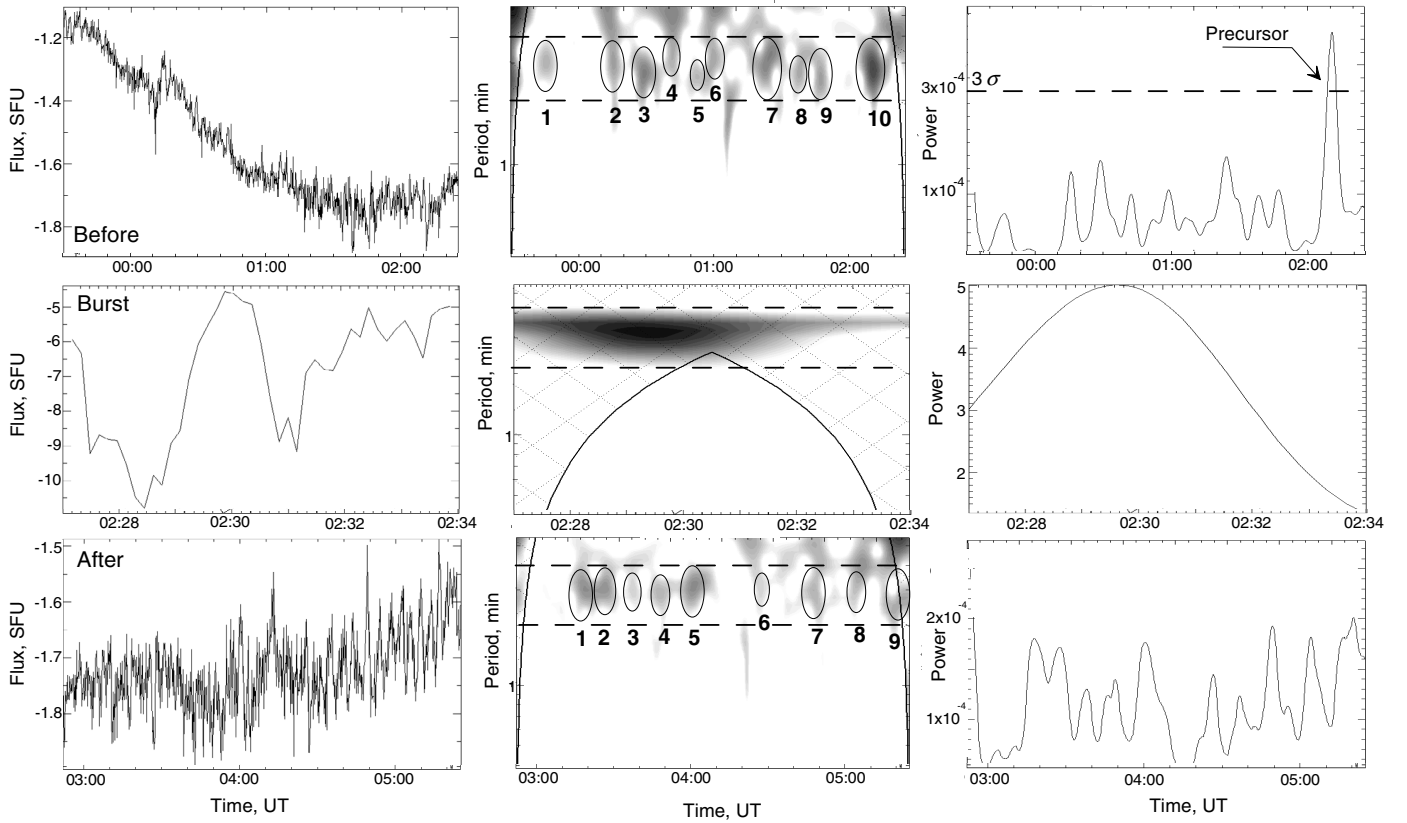 -1.2
-1.4
-1.6
-1.8
Flux, SFU
Before
00:00 01:00 02:00
Period, min
1
1 2 3 4 5 6 7 8 9 10
00:00 01:00 02:00
Precursor
3x10-4 3 σ
1x10-4
Power
00:00 01:00 02:00
Burst
-5
-6
-7
-8
-9
-10
Flux, SFU
02:28 02:30 02:32 02:34
Period, min
1
02:28 02:30 02:32 02:34
5
4
3
2
Power
02:28 02:30 02:32 02:34
After
-1.5
-1.6
-1.7
-1.8
Flux, SFU
03:00 04:00 05:00
Time, UT
Period, min
1
1 2 3 4 5 6 7 8 9
03:00 04:00 05:00
Time, UT
2x10-4
1x10-4
Power
03:00 04:00 05:00
Time, UT